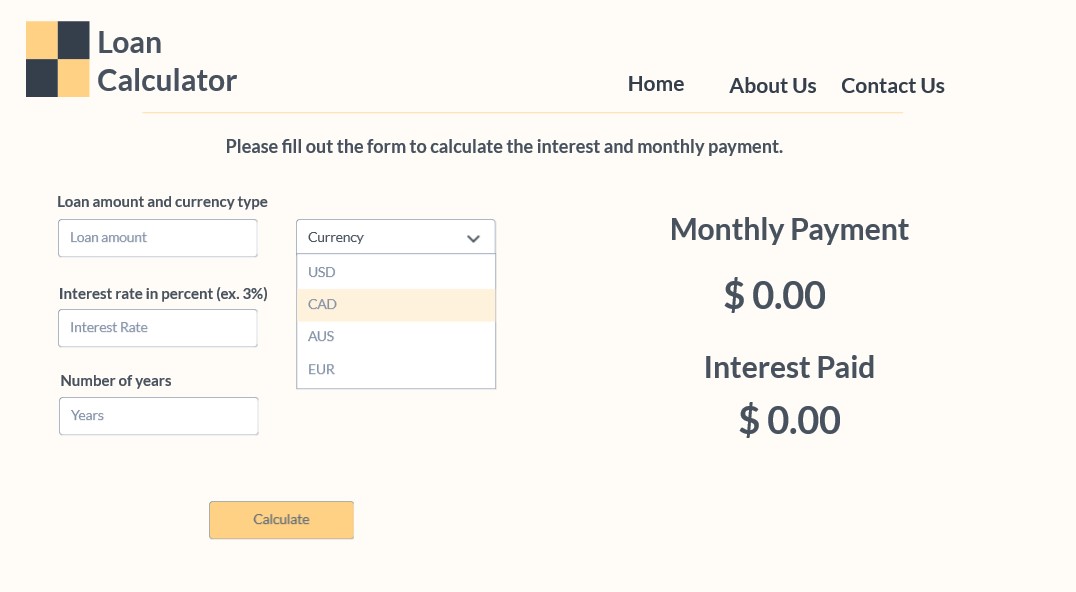 Loan
Calculator
Home About Us Contact Us
Please fill out the form to calculate the interest and monthly payment.
Loan amount and currency type
Loan amount
Currency
USD
CAD
AUS
EUR
Interest rate in percent (ex. 3%)
Interest Rate
Number of years
Years
Calculate
Monthly Payment
$ 0.00
Interest Paid
$ 0.00